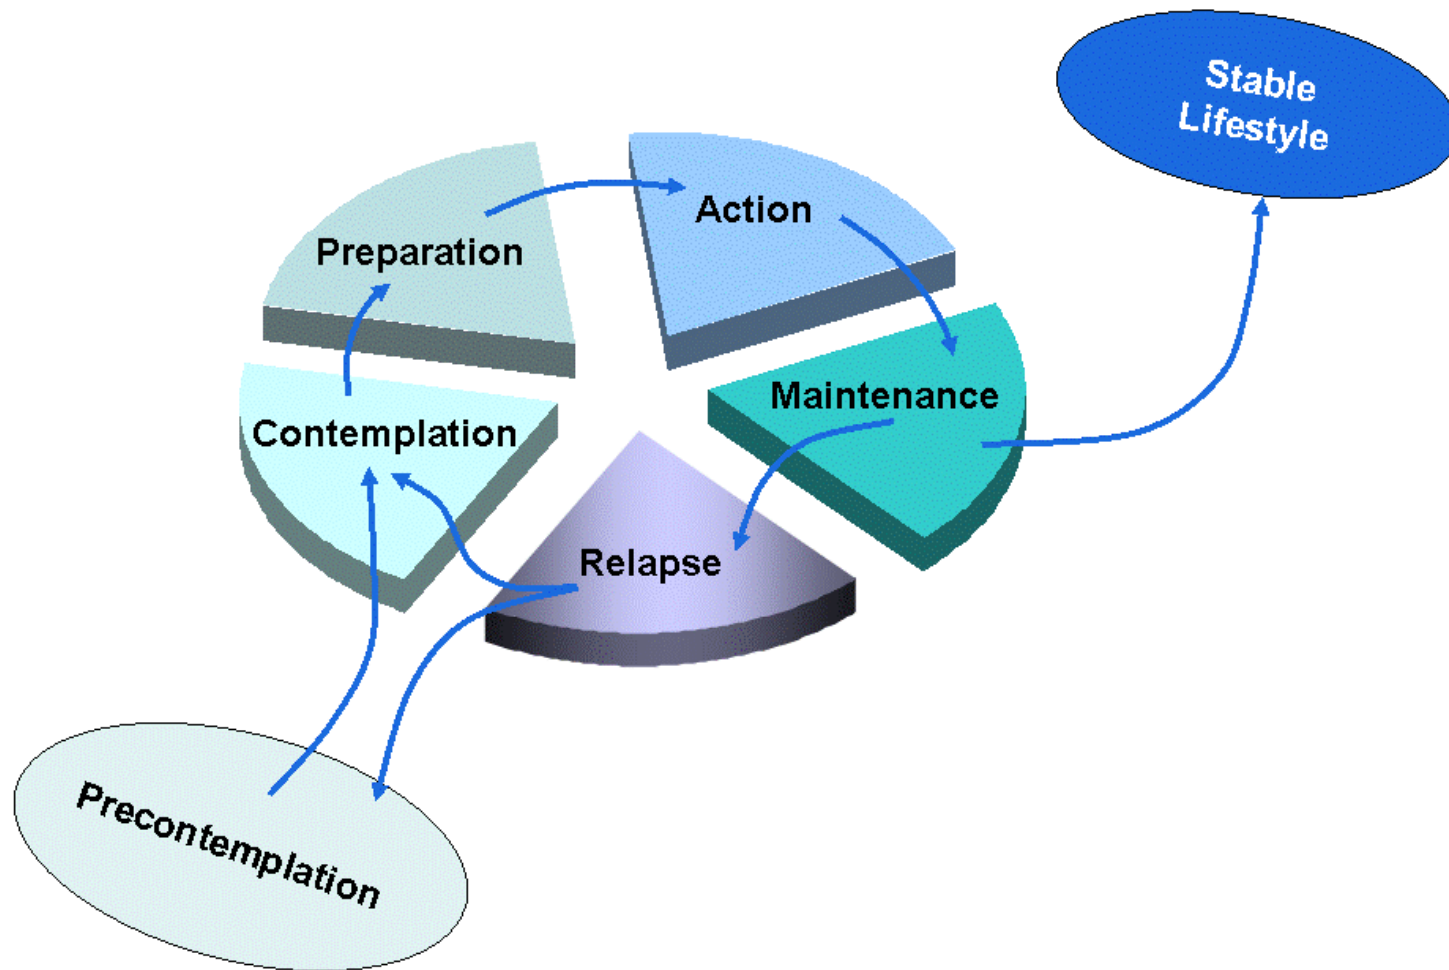 Stable
Lifestyle
Action
Preparation
Maintenance
Contemplation
Relapse
Precontemplation